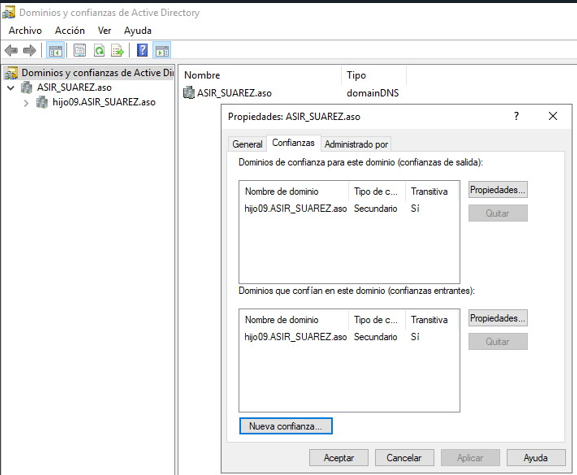 Dominios y confianzas de Active Directory
Archivo Acción Ver Ayuda
Dominios y confianzas de Active Dir
ASIR_SUAREZ.aso
hijo09.ASIR_SUAREZ.aso
Nombre Tipo
ASIR_SUAREZ.aso domainDNS
Propiedades: ASIR_SUAREZ.aso ?
General Confianzas Administrado por
Dominios de confianza para este dominio (confianzas de salida):
Nombre de dominio Tipo de c... Transitiva
hijo09.ASIR_SUAREZ.aso Secundario Sí
Propiedades...
Quitar
Dominios que confían en este dominio (confianzas entrantes):
Nombre de dominio Tipo de c... Transitiva
hijo09.ASIR_SUAREZ.aso Secundario Sí
Propiedades...
Quitar
Nueva confianza...
Aceptar Cancelar Aplicar Ayuda